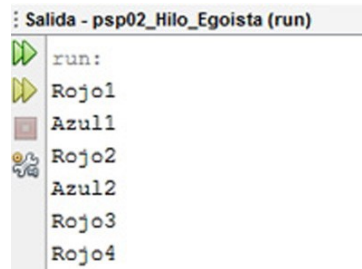 Salida - psp02_Hilo_Egoista (run)
run:
Rojo1
Azul1
Rojo2
Azul2
Rojo3
Rojo4